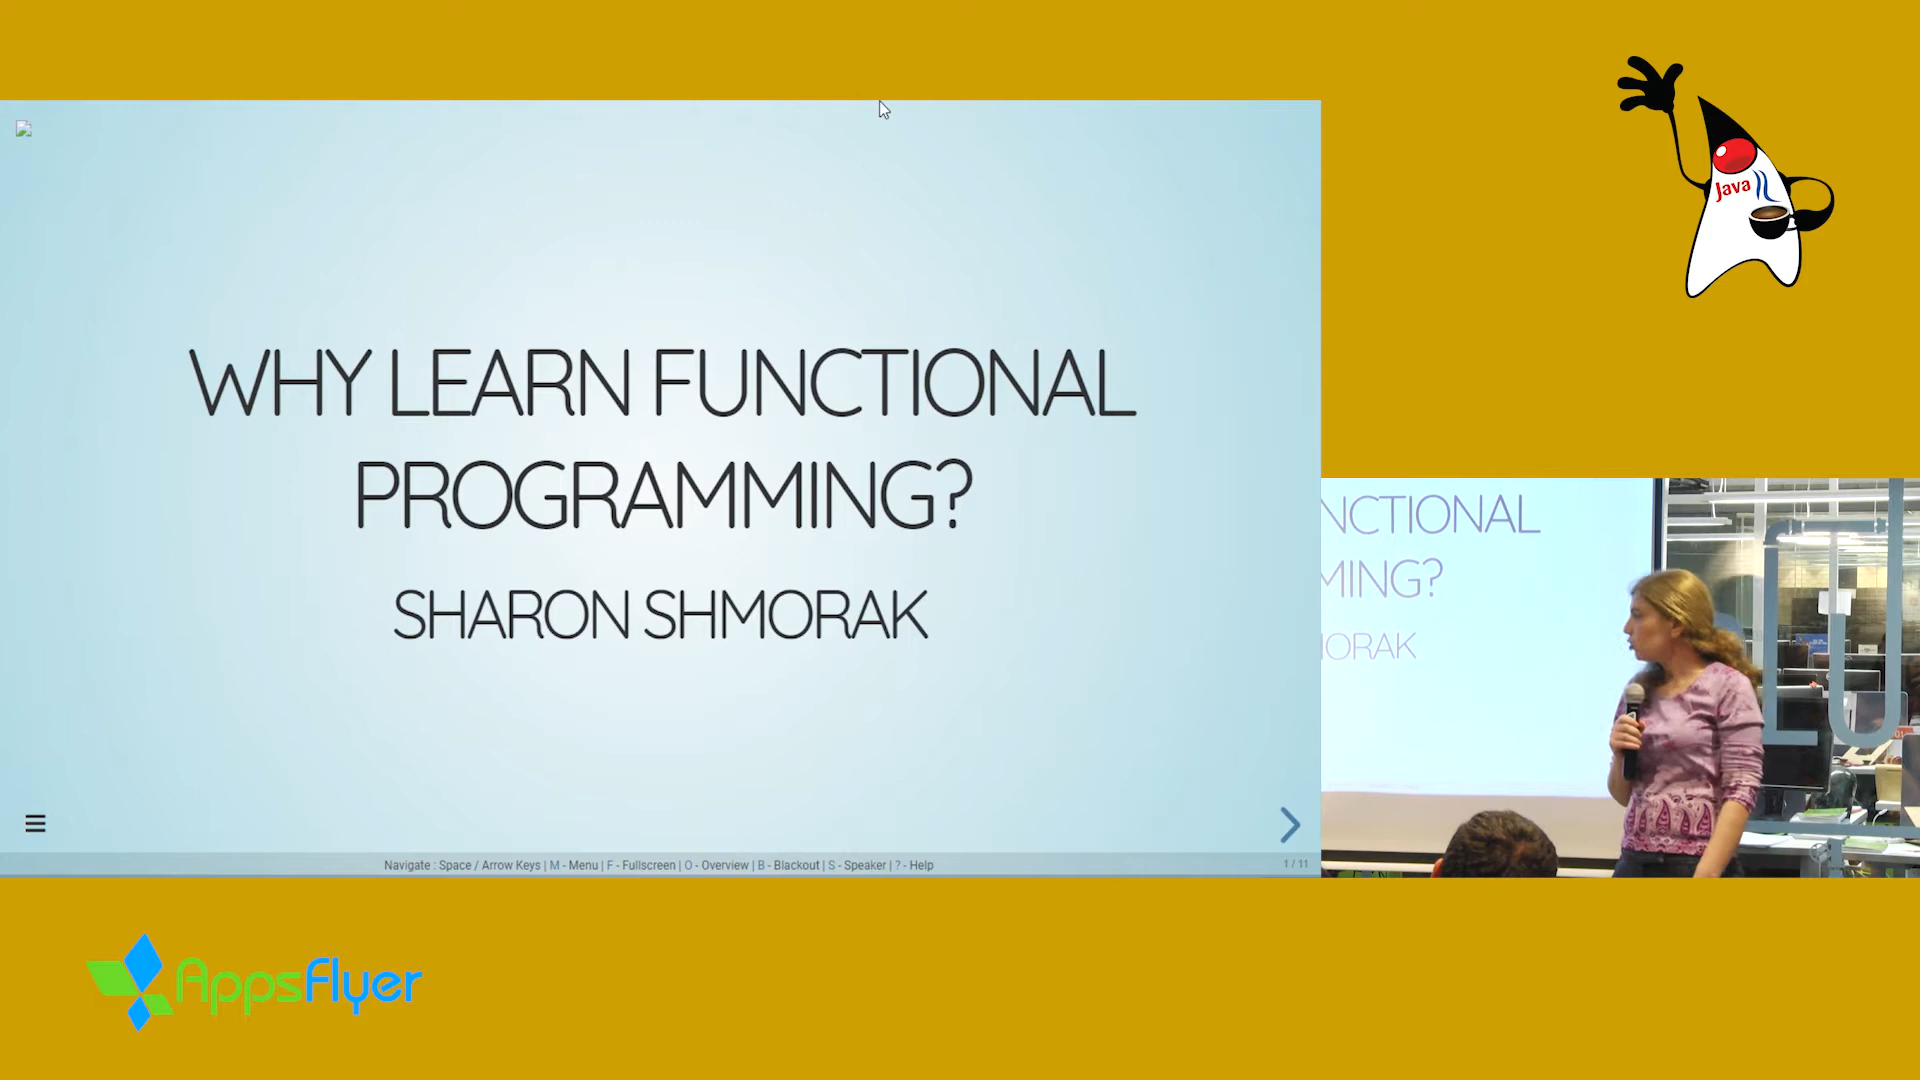 WHY LEARN FUNCTIONAL
PROGRAMMING?
SHARON SHMORAK
Navigate : Space / Arrow Keys | M - Menu | F - Fullscreen | O - Overview | B - Blackout | S - Speaker | ? - Help
1 / 11
Java
NCTIONAL
MING?
ORAK
LU
AppsFlyer